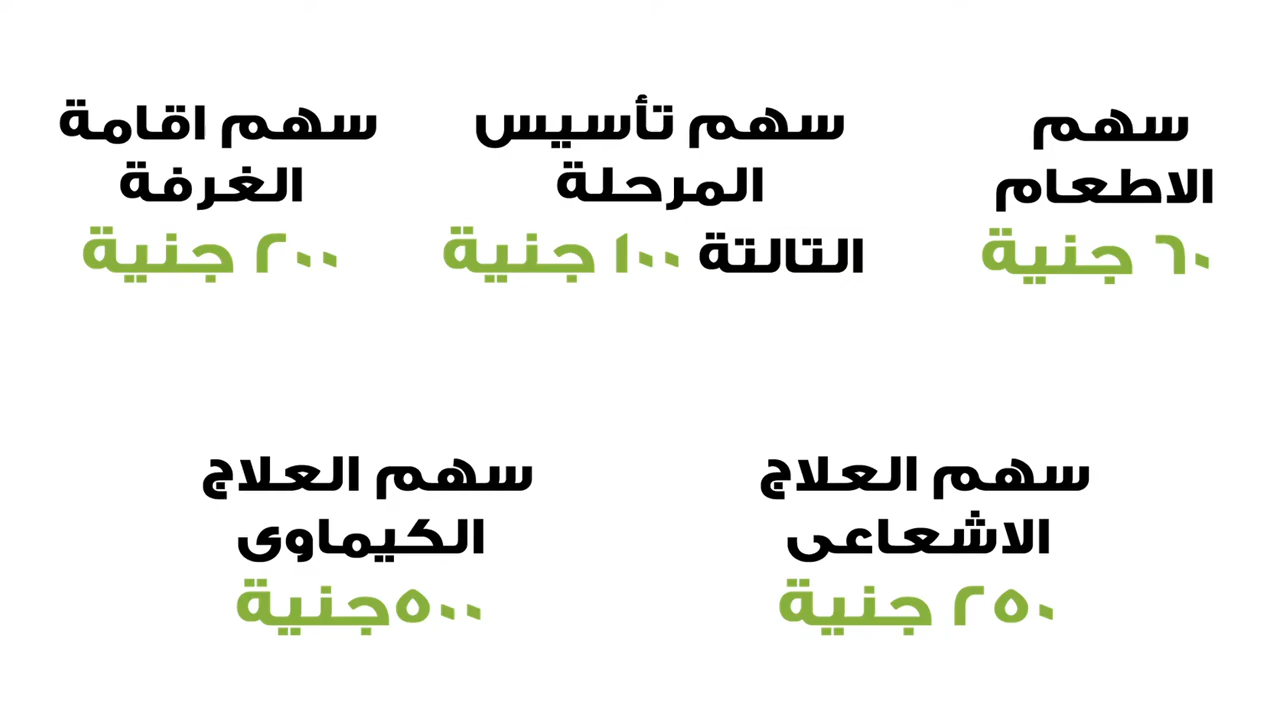 سهم
الاطعام
٦٠ جنية
سهم تأسيس
المرحلة
التالتة ١٠٠ جنية
سهم اقامة
الغرفة
٢٠٠ جنية
سهم العلاج
الاشعاعى
٢٥٠ جنية
سهم العلاج
الكيماوى
٥٠٠جنية